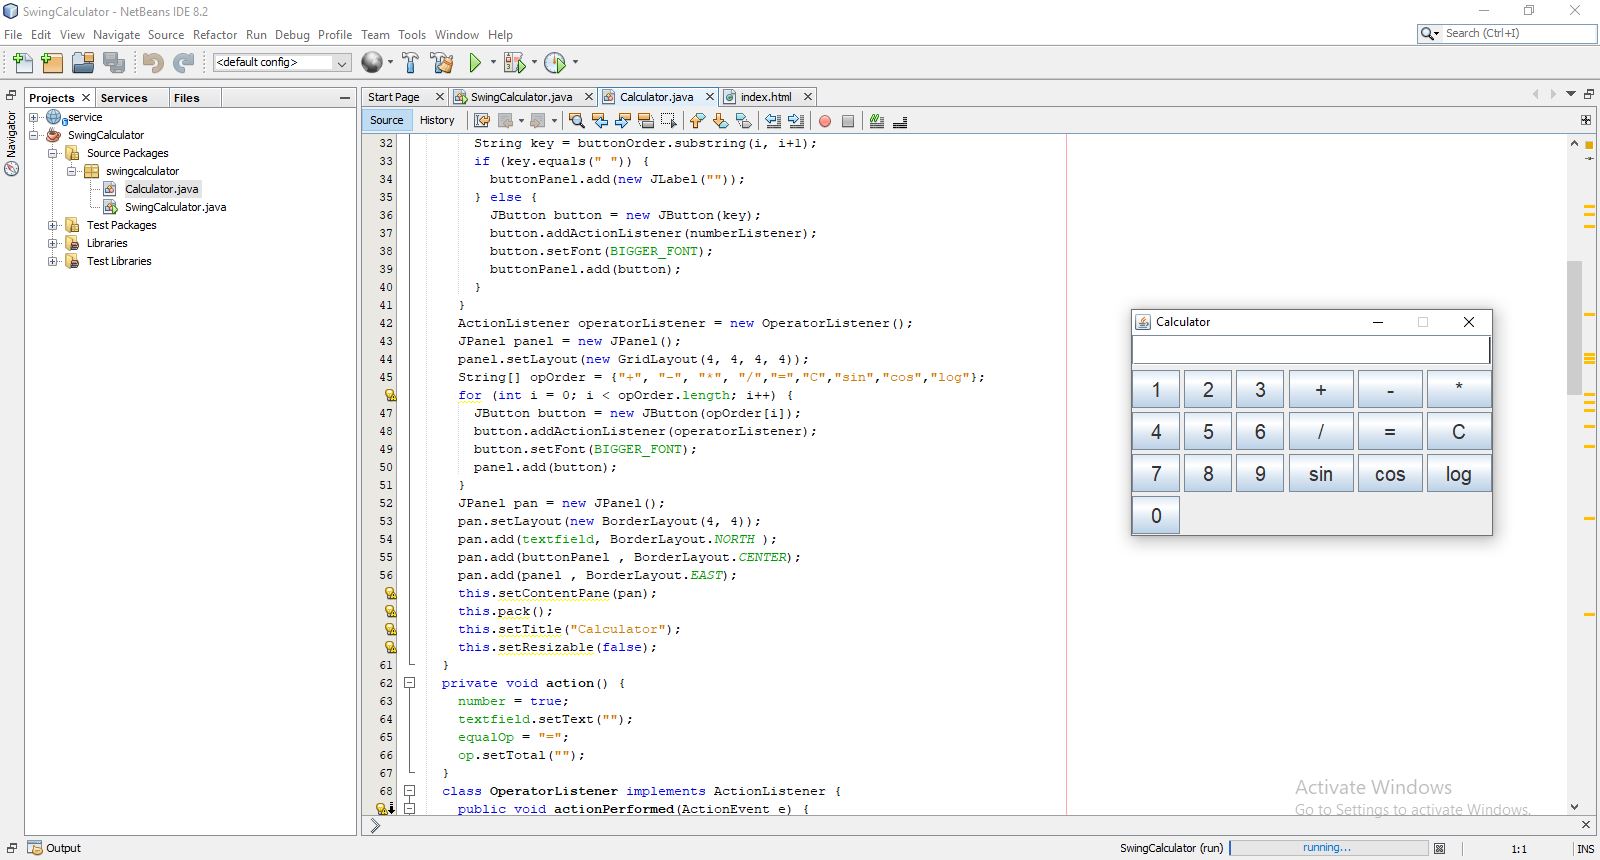 SwingCalculator - NetBeans IDE 8.2
File Edit View Navigate Source Refactor Run Debug Profile Team Tools Window Help
Search (Ctrl+I)
<default config>
Projects Services Files
Start Page SwingCalculator.java Calculator.java index.html
Navigator
service
SwingCalculator
Source Packages
swingcalculator
Calculator.java
SwingCalculator.java
Test Packages
Libraries
Test Libraries
Source History
32 String key = buttonOrder.substring(i, i+1);
33 if (key.equals(" ")) {
34 buttonPanel.add(new JLabel(""));
35 } else {
36 JButton button = new JButton(key);
37 button.addActionListener(numberListener);
38 button.setFont(BIGGER_FONT);
39 buttonPanel.add(button);
40 }
41 }
42 ActionListener operatorListener = new OperatorListener();
43 JPanel panel = new JPanel();
44 panel.setLayout(new GridLayout(4, 4, 4, 4));
45 String[] opOrder = {"+", "-", "*", "/","=","C","sin","cos","log"};
for (int i = 0; i < opOrder.length; i++) {
47 JButton button = new JButton(opOrder[i]);
48 button.addActionListener(operatorListener);
49 button.setFont(BIGGER_FONT);
50 panel.add(button);
51 }
52 JPanel pan = new JPanel();
53 pan.setLayout(new BorderLayout(4, 4));
54 pan.add(textfield, BorderLayout.NORTH );
55 pan.add(buttonPanel , BorderLayout.CENTER);
56 pan.add(panel , BorderLayout.EAST);
this.setContentPane(pan);
this.pack();
this.setTitle("Calculator");
this.setResizable(false);
61 }
62 private void action() {
63 number = true;
64 textfield.setText("");
65 equalOp = "=";
66 op.setTotal("");
67 }
68 class OperatorListener implements ActionListener {
public void actionPerformed(ActionEvent e) {
Calculator
1 2 3 + - *
4 5 6 / = C
7 8 9 sin cos log
0
Activate Windows
Go to Settings to activate Windows.
Output
SwingCalculator (run) running... 1:1 INS